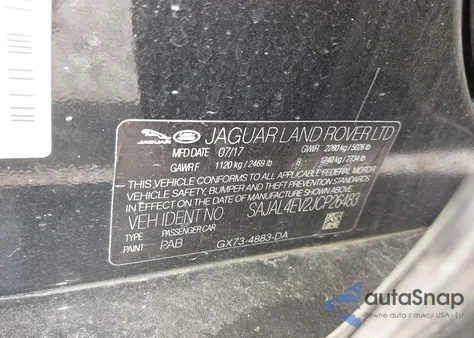 JAGUAR LAND ROVER LTD
MFD 07/17 GVWR 2280 kg/5026 lb
GAWR F 1120 kg / 2469 lb R 1240 kg / 2734 lb
THIS VEHICLE CONFORMS TO ALL APPLICABLE FEDERAL MOTOR
VEHICLE SAFETY, BUMPER AND THEFT PREVENTION STANDARDS
IN EFFECT ON THE DATE OF MANUFACTURE SHOWN ABOVE
VEH IDENT NO. SAJAL4EV2JCP26483
TYPE PASSENGER CAR
PAINT PAB GX73-4883-DA
autoSnap
Pewne auta z aukcji USA i EU